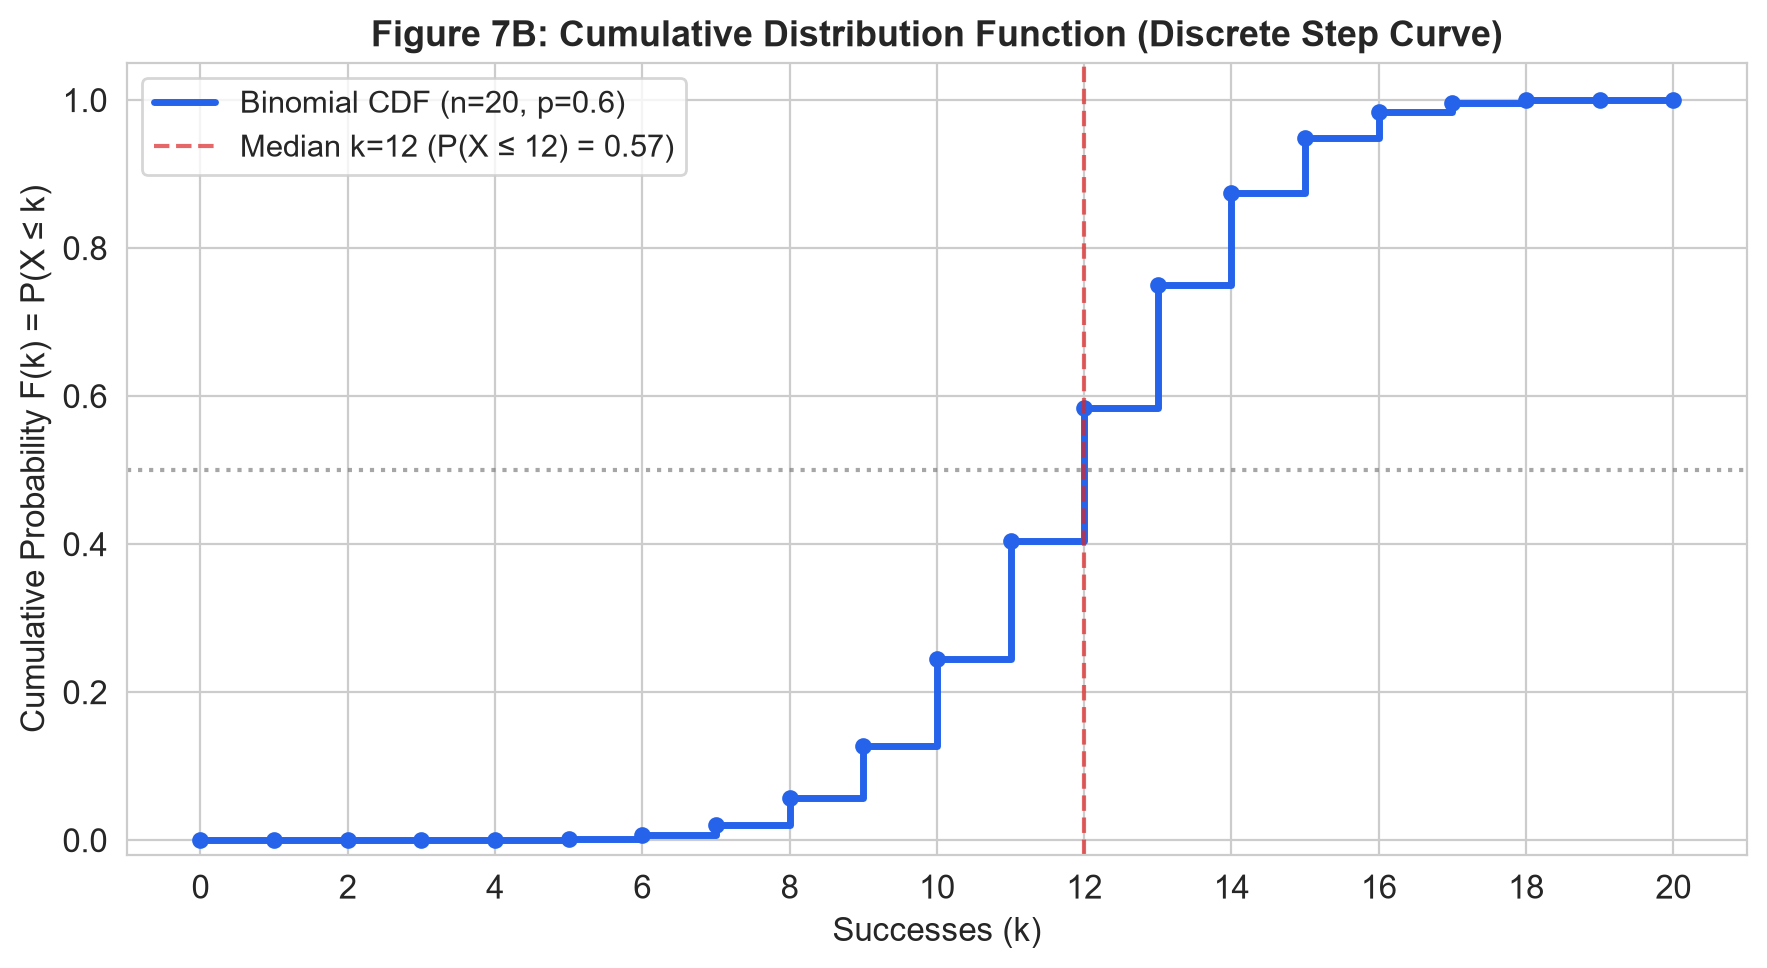 Figure 7B: Cumulative Distribution Function (Discrete Step Curve)
Binomial CDF (n=20, p=0.6)
Median k=12 (P(X ≤ 12) = 0.57)
Cumulative Probability F(k) = P(X ≤ k)
1.0
0.8
0.6
0.4
0.2
0.0
0 2 4 6 8 10 12 14 16 18 20
Successes (k)